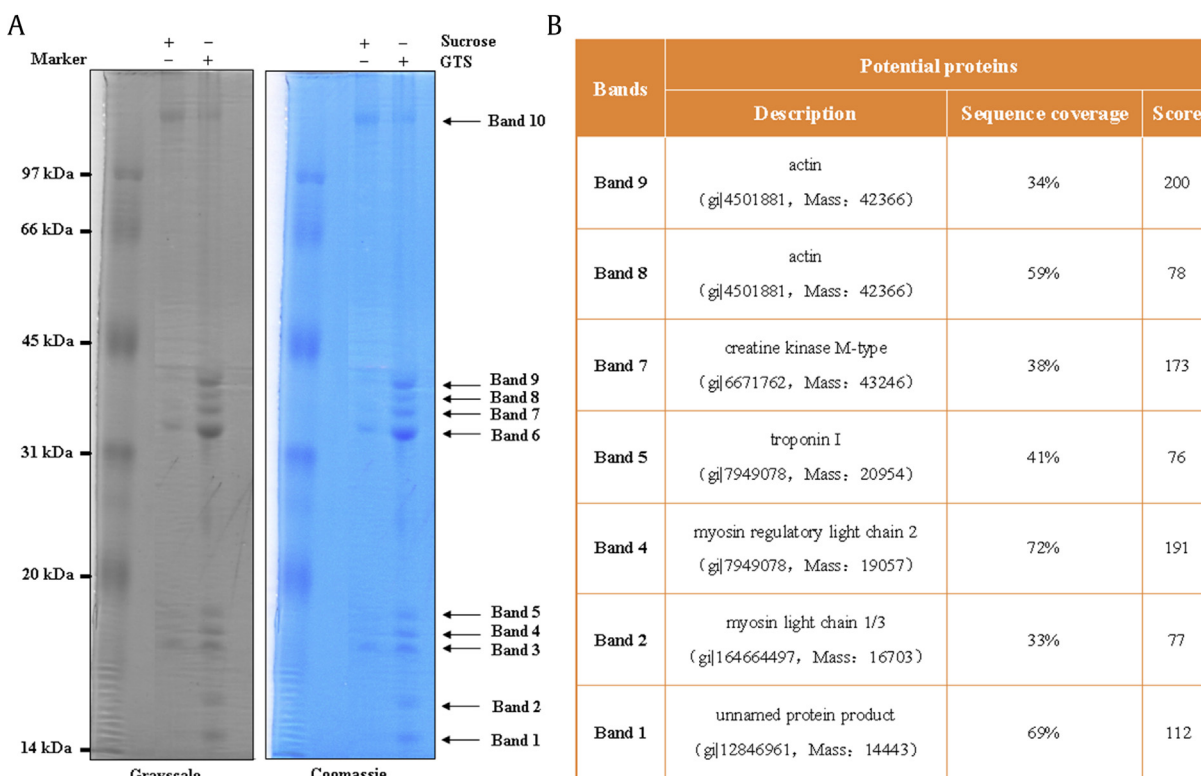 A
B
+ − + − Sucrose
Marker − + − + GTS
Band 10
97 kDa
66 kDa
45 kDa
Band 9
Band 8
Band 7
Band 6
31 kDa
20 kDa
Band 5
Band 4
Band 3
Band 2
Band 1
14 kDa
Grayscale Coomassie
Bands Potential proteins
Description Sequence coverage Score
Band 9 actin 34% 200
(gi|4501881, Mass: 42366)
Band 8 actin 59% 78
(gi|4501881, Mass: 42366)
Band 7 creatine kinase M-type 38% 173
(gi|6671762, Mass: 43246)
Band 5 troponin I 41% 76
(gi|7949078, Mass: 20954)
Band 4 myosin regulatory light chain 2 72% 191
(gi|7949078, Mass: 19057)
Band 2 myosin light chain 1/3 33% 77
(gi|164664497, Mass: 16703)
Band 1 unnamed protein product 69% 112
(gi|12846961, Mass: 14443)